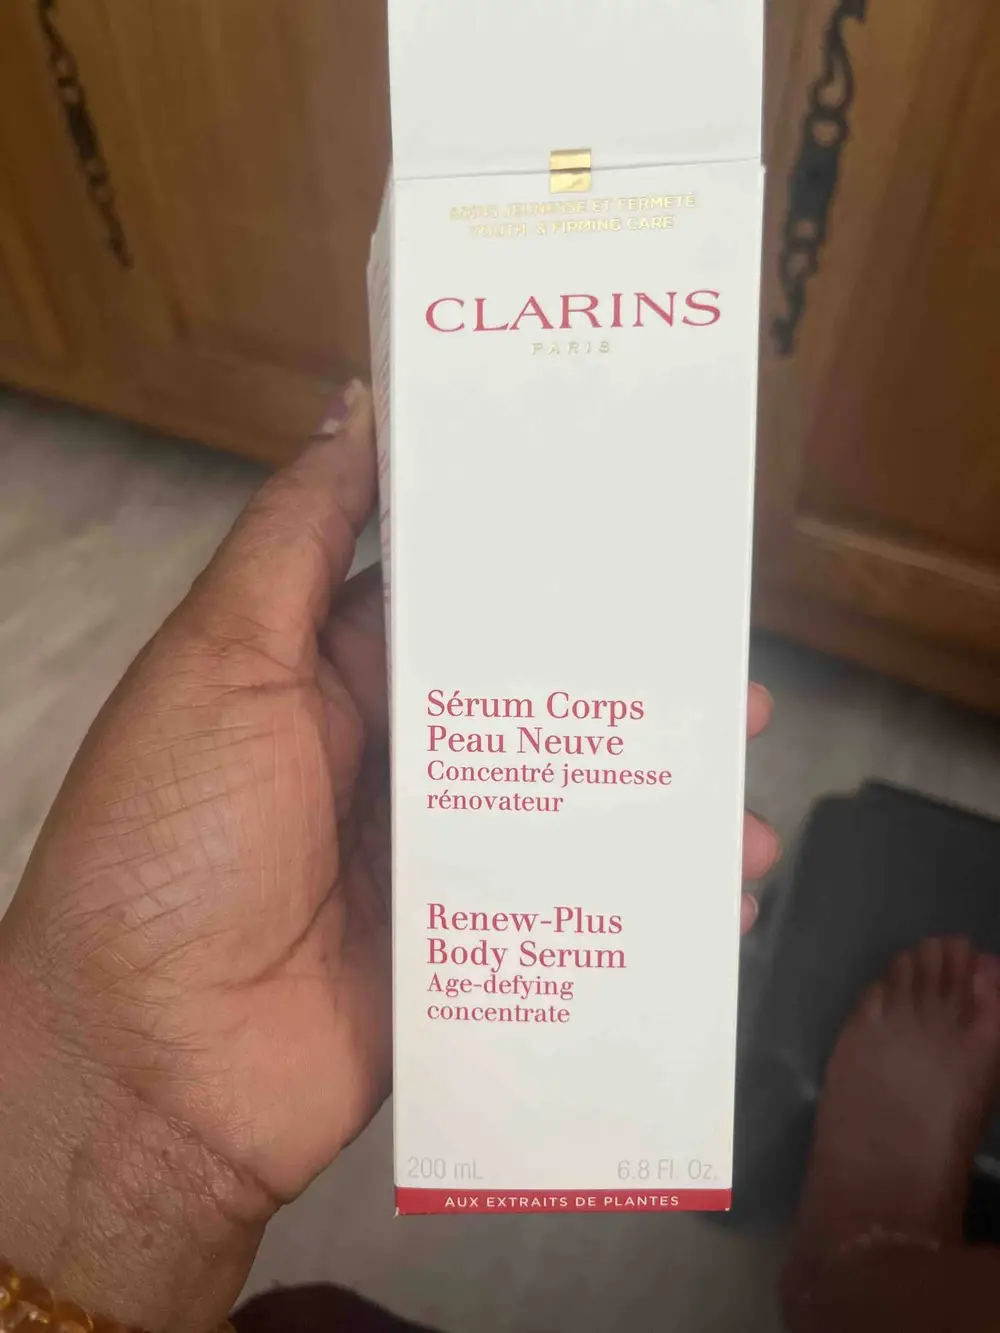 SOINS JEUNESSE ET FERMETÉ
YOUTH & FIRMING CARE
CLARINS
PARIS
Sérum Corps
Peau Neuve
Concentré jeunesse
rénovateur
Renew-Plus
Body Serum
Age-defying
concentrate
200 mL 6.8 Fl. Oz.
AUX EXTRAITS DE PLANTES